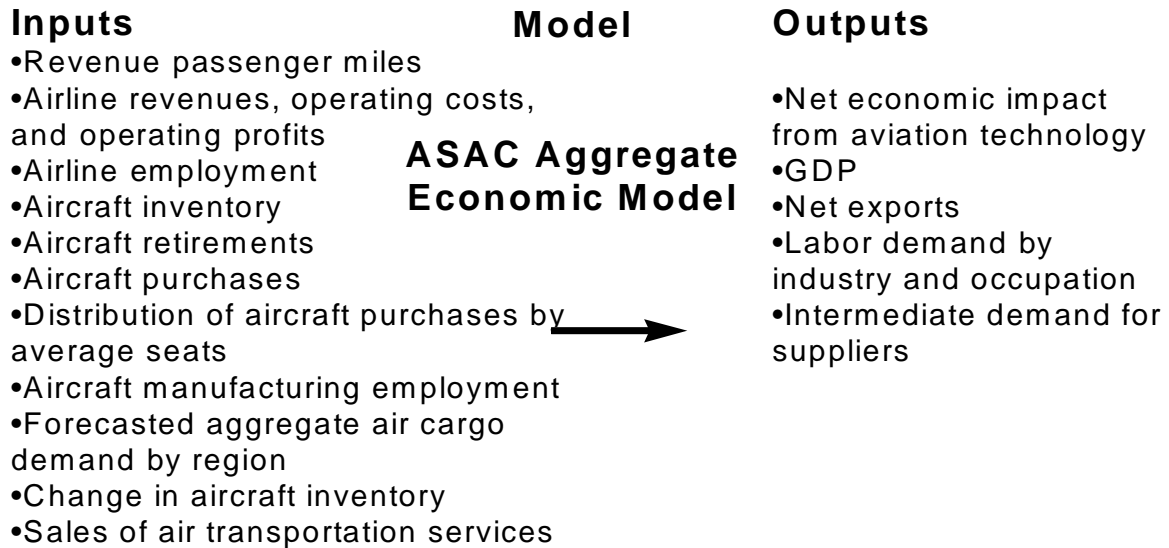 Inputs
•Revenue passenger miles
•Airline revenues, operating costs,
and operating profits
•Airline employment
•Aircraft inventory
•Aircraft retirements
•Aircraft purchases
•Distribution of aircraft purchases by
average seats
•Aircraft manufacturing employment
•Forecasted aggregate air cargo
demand by region
•Change in aircraft inventory
•Sales of air transportation services
Model
ASAC Aggregate
Economic Model
Outputs
•Net economic impact
from aviation technology
•GDP
•Net exports
•Labor demand by
industry and occupation
•Intermediate demand for
suppliers